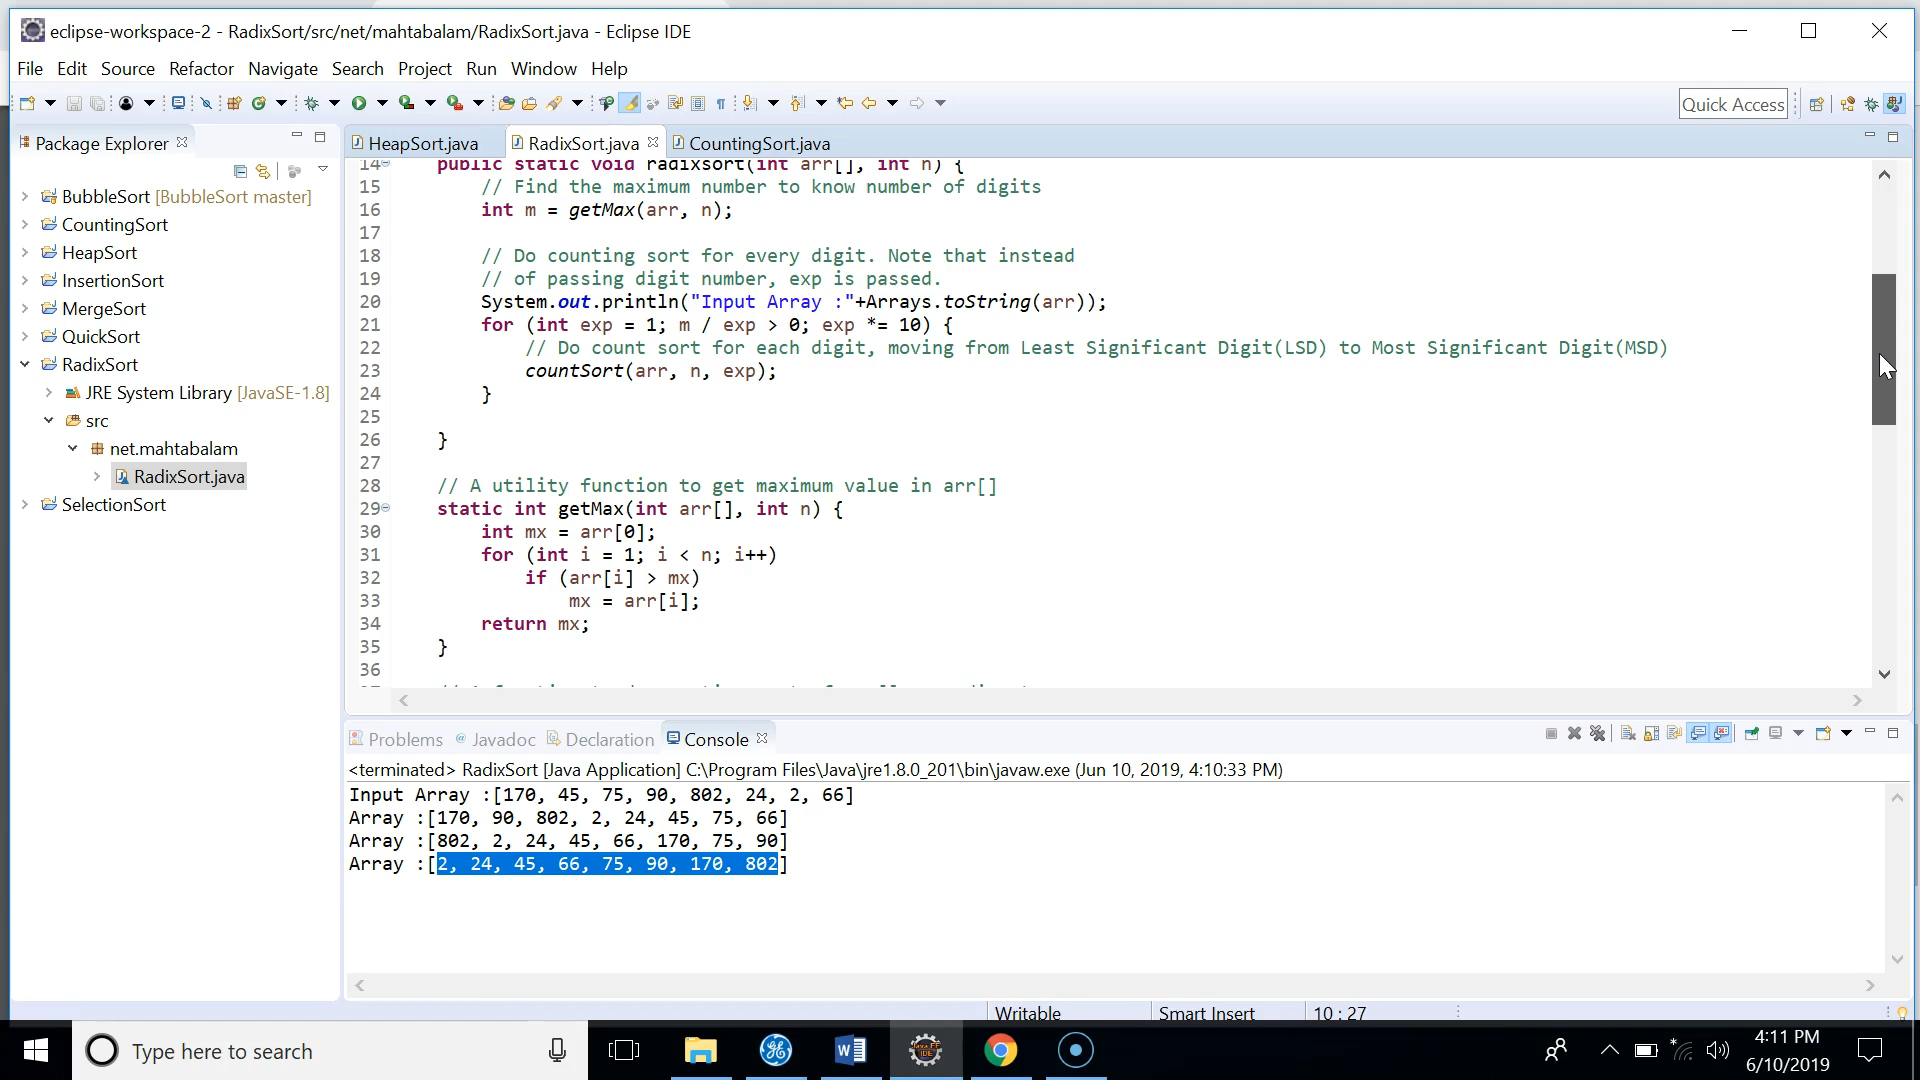 eclipse-workspace-2 - RadixSort/src/net/mahtabalam/RadixSort.java - Eclipse IDE
File Edit Source Refactor Navigate Search Project Run Window Help
Quick Access
Package Explorer
BubbleSort [BubbleSort master]
CountingSort
HeapSort
InsertionSort
MergeSort
QuickSort
RadixSort
JRE System Library [JavaSE-1.8]
src
net.mahtabalam
RadixSort.java
SelectionSort
HeapSort.java RadixSort.java CountingSort.java
14 public static void radixsort(int arr[], int n) {
15 // Find the maximum number to know number of digits
16 int m = getMax(arr, n);
17
18 // Do counting sort for every digit. Note that instead
19 // of passing digit number, exp is passed.
20 System.out.println("Input Array :"+Arrays.toString(arr));
21 for (int exp = 1; m / exp > 0; exp *= 10) {
22 // Do count sort for each digit, moving from Least Significant Digit(LSD) to Most Significant Digit(MSD)
23 countSort(arr, n, exp);
24 }
25
26 }
27
28 // A utility function to get maximum value in arr[]
29 static int getMax(int arr[], int n) {
30 int mx = arr[0];
31 for (int i = 1; i < n; i++)
32 if (arr[i] > mx)
33 mx = arr[i];
34 return mx;
35 }
36
Problems Javadoc Declaration Console
<terminated> RadixSort [Java Application] C:\Program Files\Java\jre1.8.0_201\bin\javaw.exe (Jun 10, 2019, 4:10:33 PM)
Input Array :[170, 45, 75, 90, 802, 24, 2, 66]
Array :[170, 90, 802, 2, 24, 45, 75, 66]
Array :[802, 2, 24, 45, 66, 170, 75, 90]
Array :[2, 24, 45, 66, 75, 90, 170, 802]
Writable Smart Insert 10 : 27
Type here to search
4:11 PM
6/10/2019